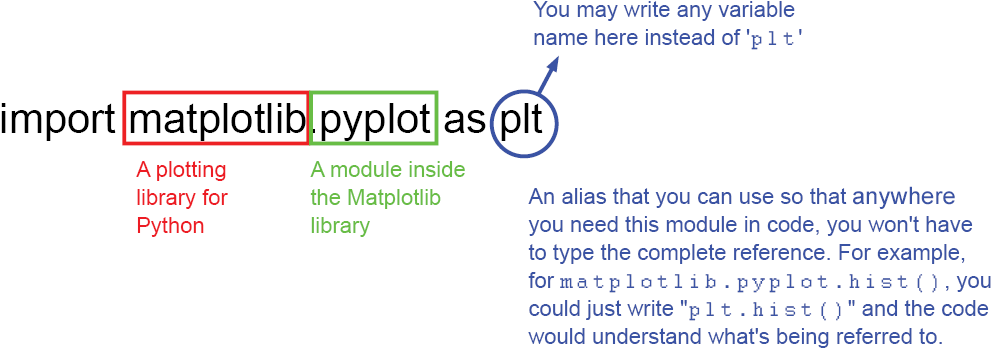 You may write any variable
name here instead of 'plt'
import matplotlib.pyplot as plt
A plotting
library for
Python
A module inside
the Matplotlib
library
An alias that you can use so that anywhere
you need this module in code, you won't have
to type the complete reference. For example,
for matplotlib.pyplot.hist(), you
could just write "plt.hist()" and the code
would understand what's being referred to.